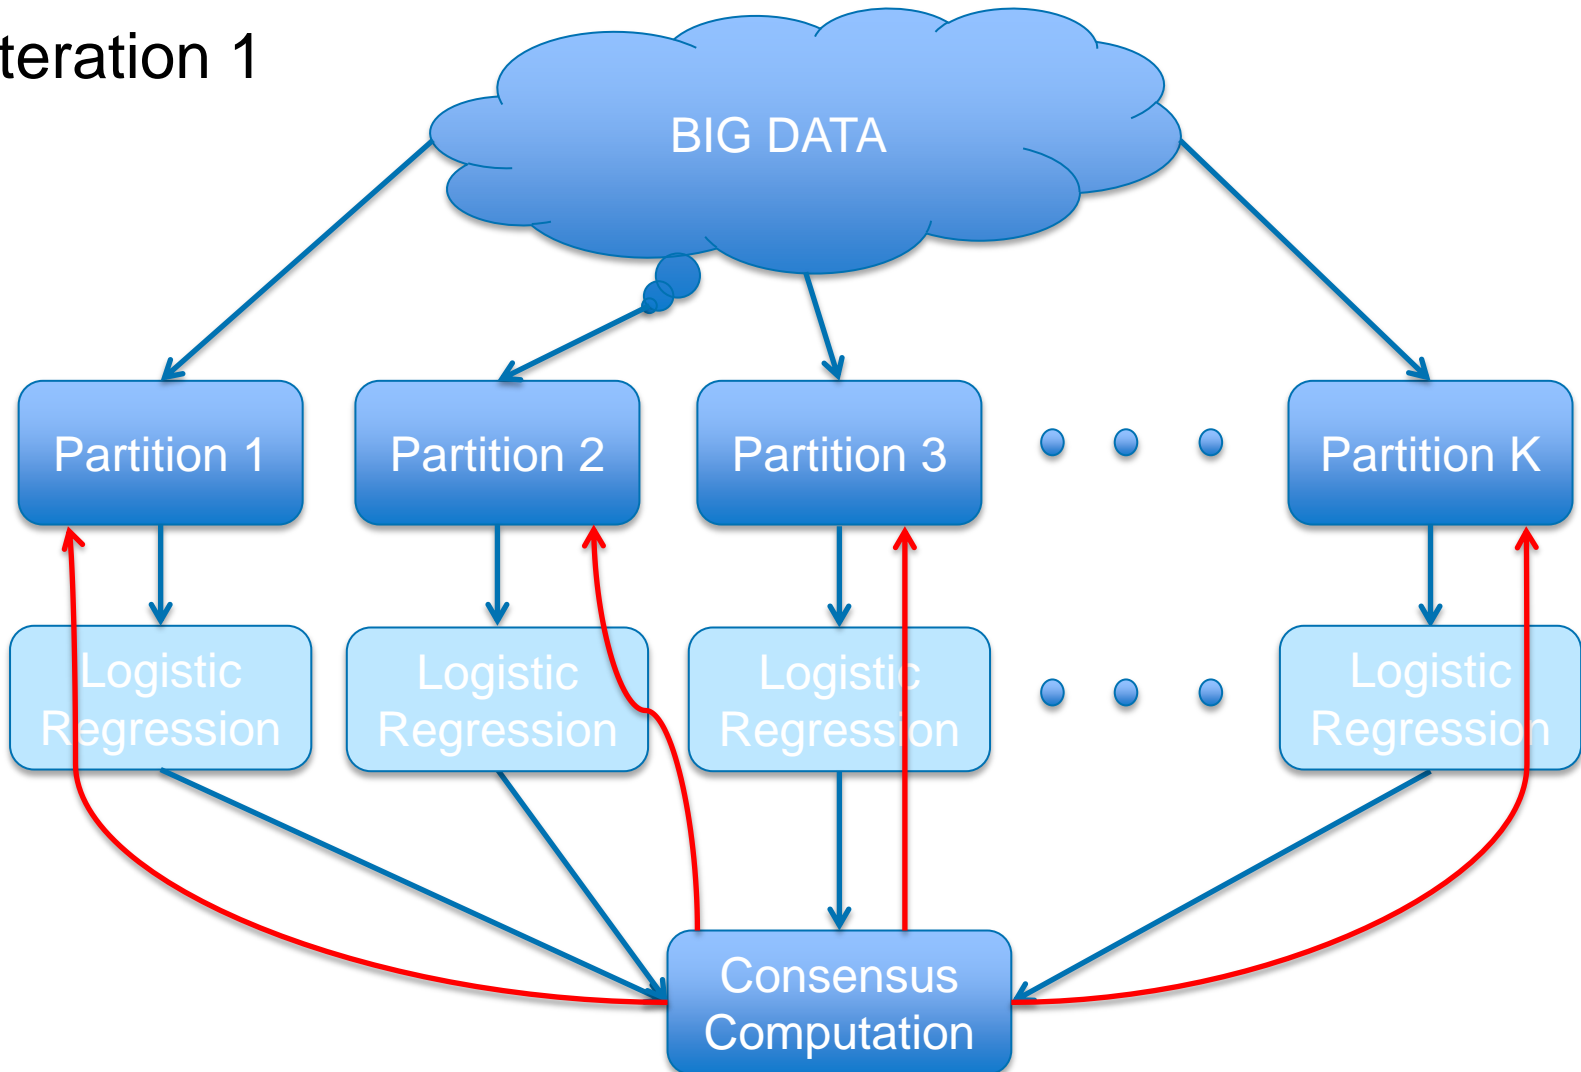 teration 1
BIG DATA
Partition 1
Partition 2
Partition 3
Partition K
Logistic
Regression
Logistic
Regression
Logistic
Regression
Logistic
Regression
Consensus
Computation